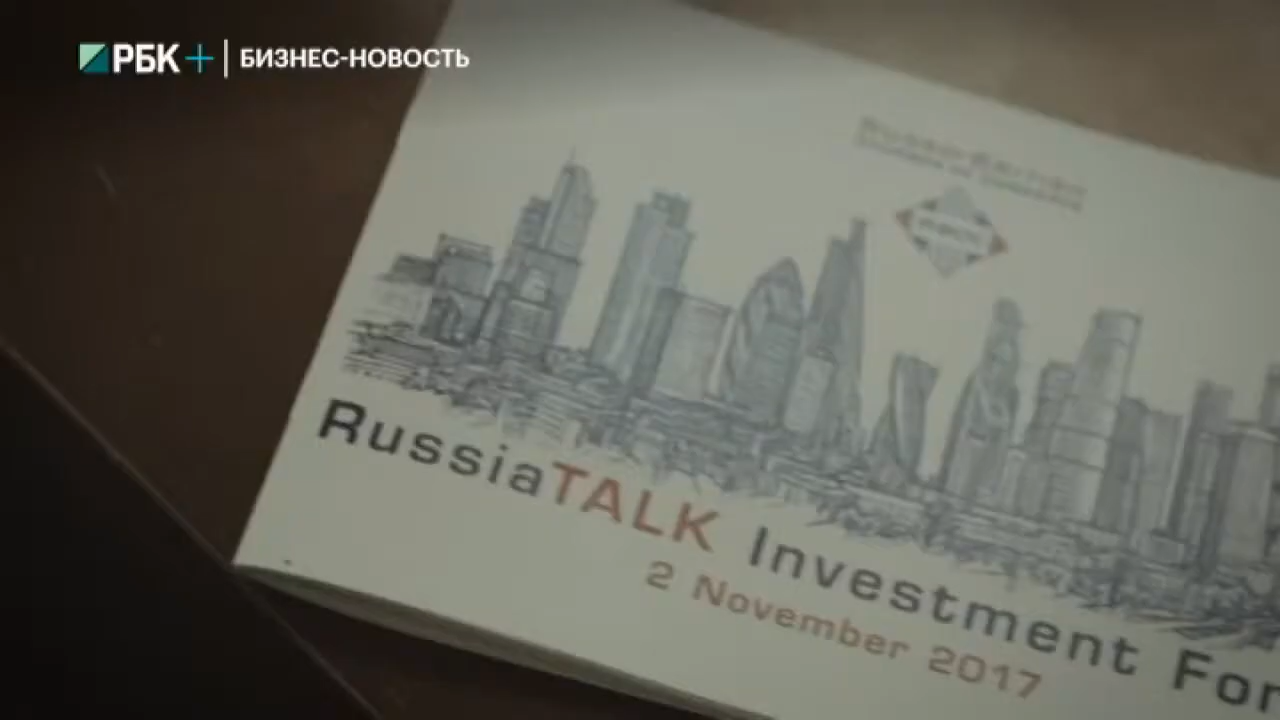 РБК+ | БИЗНЕС-НОВОСТЬ
RussiaTALK Investment For
2 November 2017